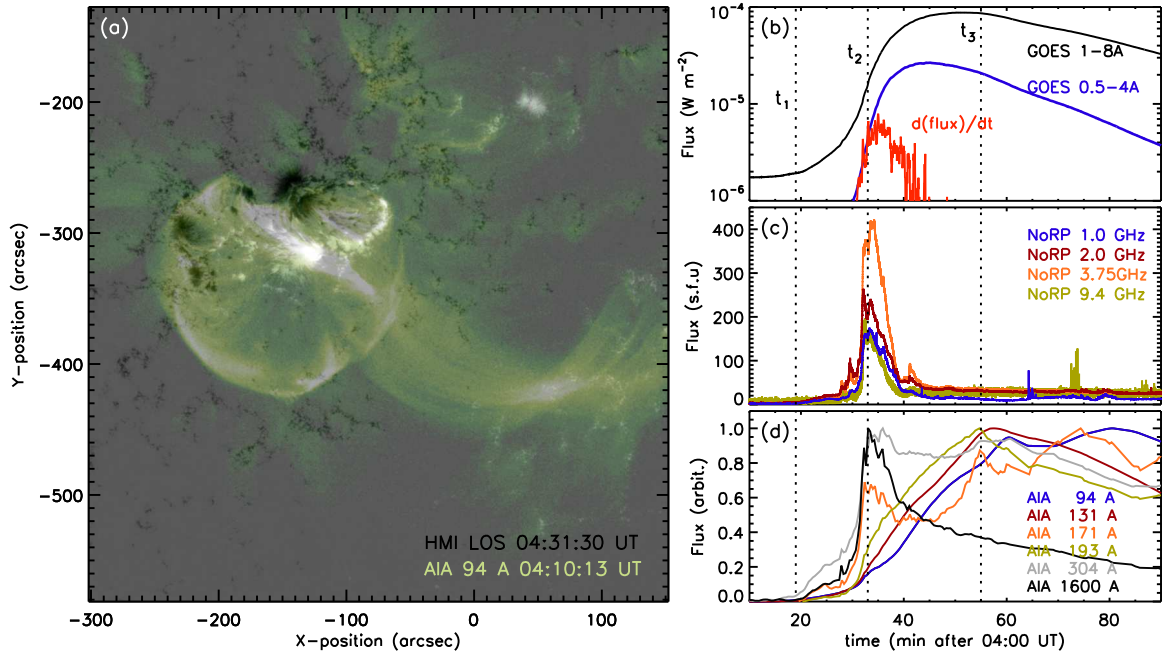 (a)
-200
-300
-400
-500
Y-position (arcsec)
HMI LOS 04:31:30 UT
AIA 94 A 04:10:13 UT
-300
-200
-100
0
100
X-position (arcsec)
(b)
10⁻⁴
10⁻⁵
10⁻⁶
Flux (W m⁻²)
t₁
t₂
t₃
GOES 1-8A
GOES 0.5-4A
d(flux)/dt
(c)
400
300
200
100
0
Flux (s.f.u)
NoRP 1.0 GHz
NoRP 2.0 GHz
NoRP 3.75GHz
NoRP 9.4 GHz
(d)
1.0
0.8
0.6
0.4
0.2
0.0
Flux (arbit.)
AIA 94 A
AIA 131 A
AIA 171 A
AIA 193 A
AIA 304 A
AIA 1600 A
20
40
60
80
time (min after 04:00 UT)